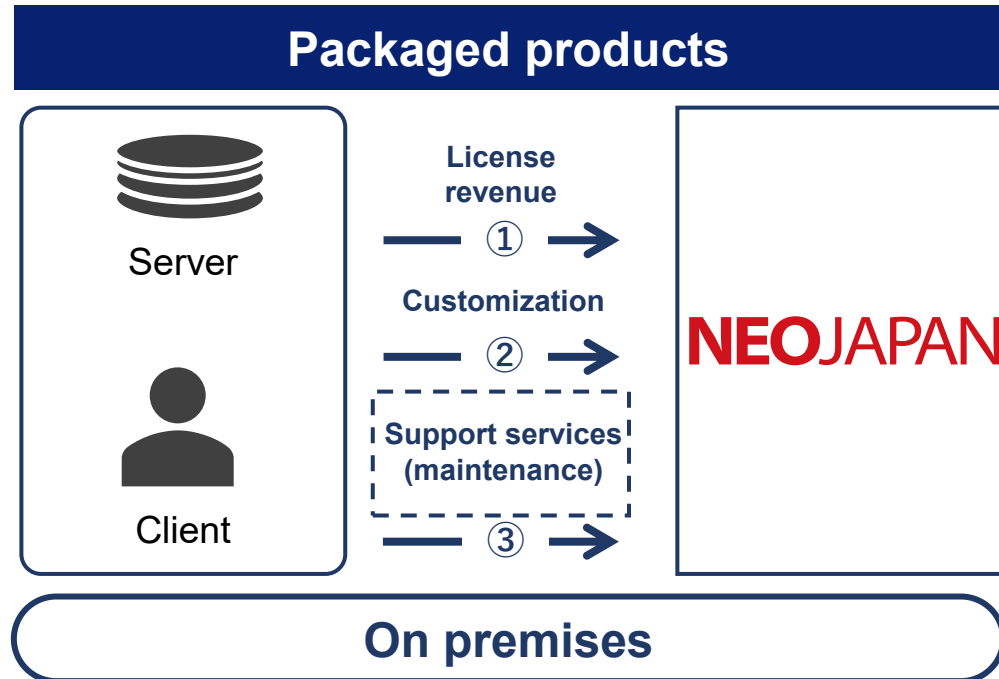 Packaged products
Server
Client
License
revenue
①
Customization
②
Support services
(maintenance)
③
NEOJAPAN
On premises